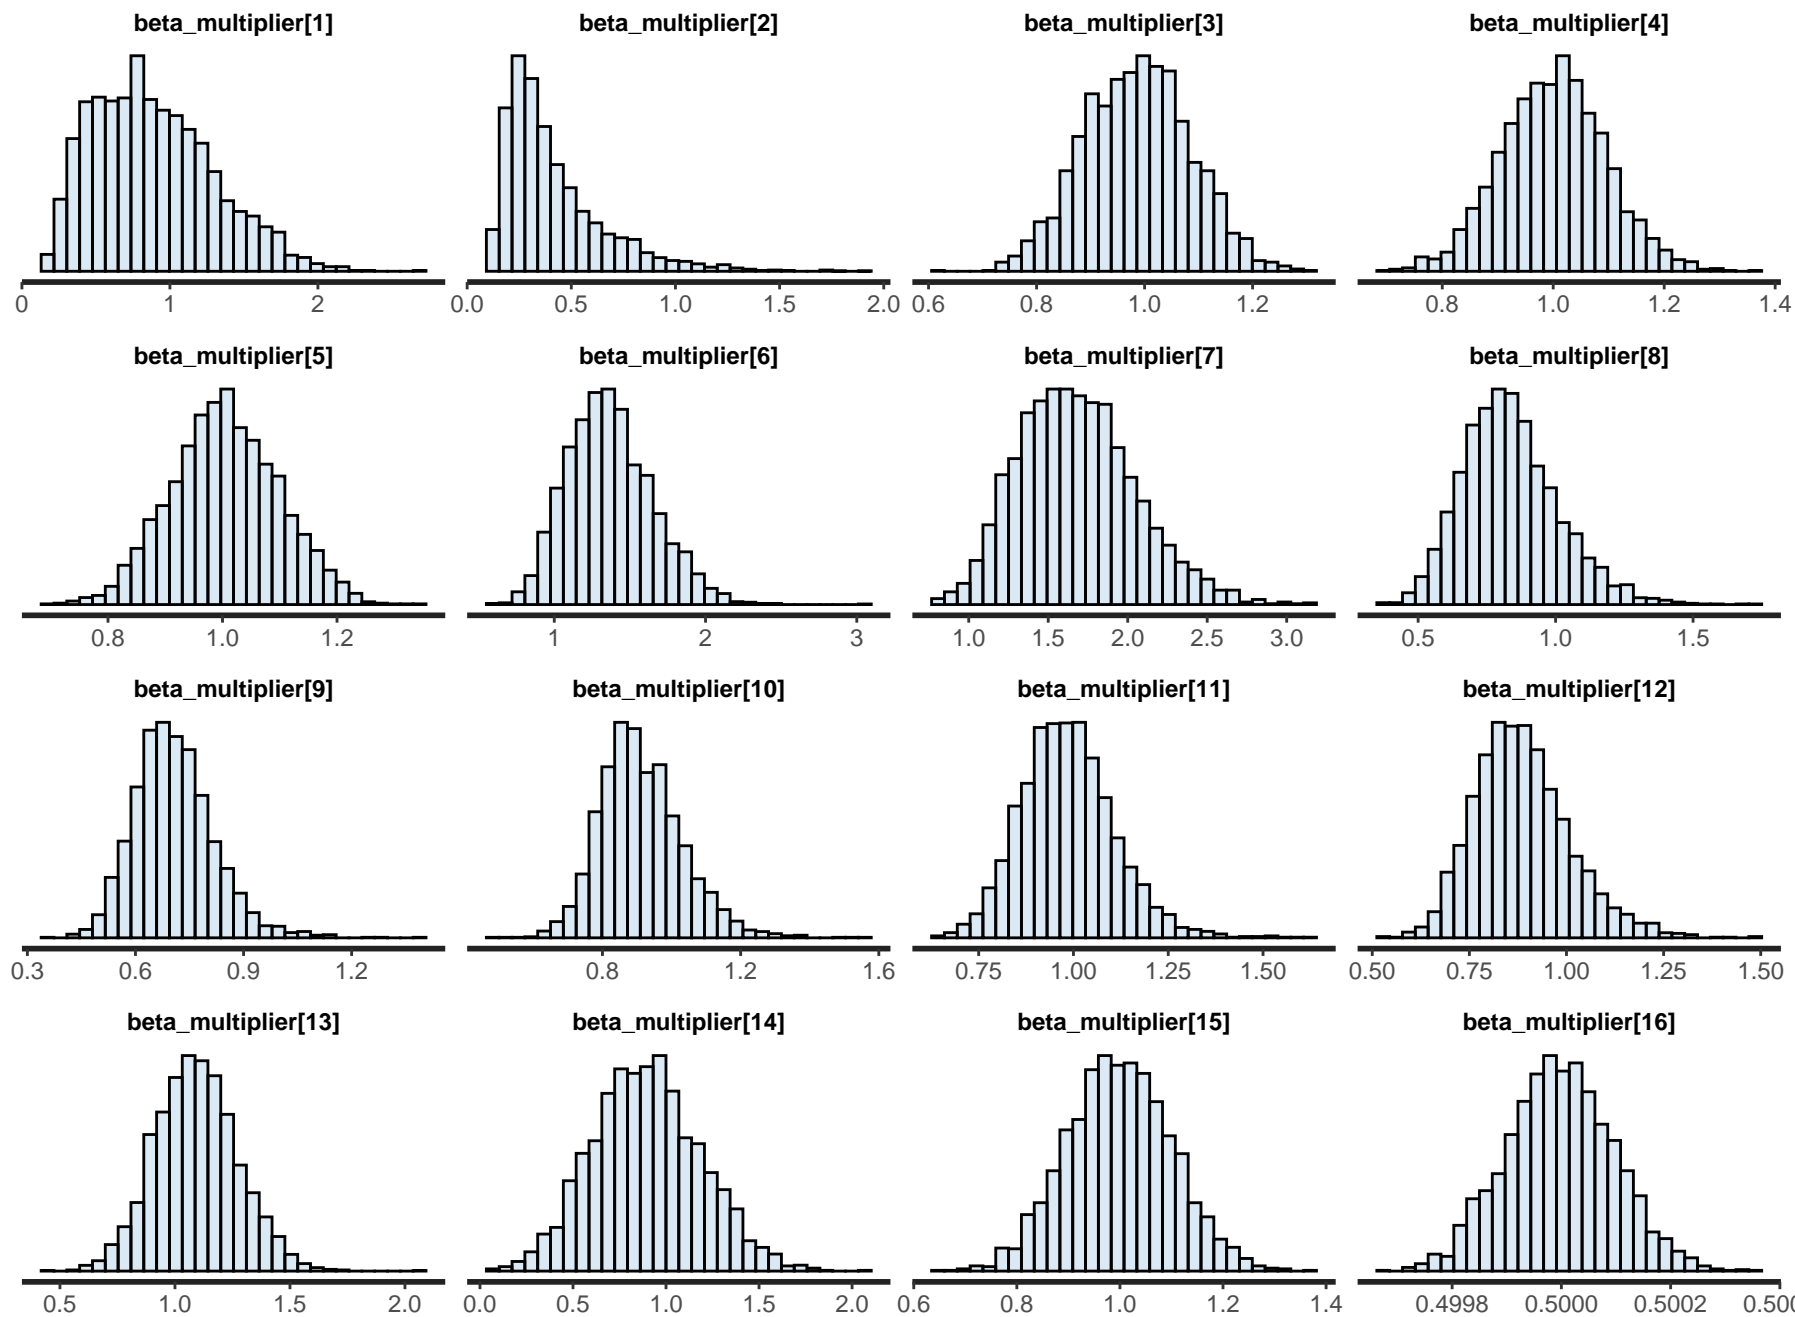 beta_multiplier[1] beta_multiplier[2] beta_multiplier[3] beta_multiplier[4]
0 1 2 0.0 0.5 1.0 1.5 2.0 0.6 0.8 1.0 1.2 0.8 1.0 1.2 1.4
beta_multiplier[5] beta_multiplier[6] beta_multiplier[7] beta_multiplier[8]
0.8 1.0 1.2 1 2 3 1.0 1.5 2.0 2.5 3.0 0.5 1.0 1.5
beta_multiplier[9] beta_multiplier[10] beta_multiplier[11] beta_multiplier[12]
0.3 0.6 0.9 1.2 0.8 1.2 1.6 0.75 1.00 1.25 1.50 0.50 0.75 1.00 1.25 1.50
beta_multiplier[13] beta_multiplier[14] beta_multiplier[15] beta_multiplier[16]
0.5 1.0 1.5 2.0 0.0 0.5 1.0 1.5 2.0 0.6 0.8 1.0 1.2 1.4 0.4998 0.5000 0.5002